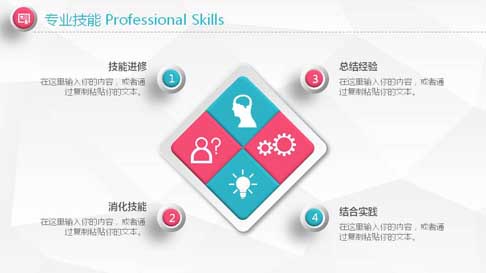 专业技能 Professional Skills
技能进修
在这里输入你的内容，或者通
过复制粘贴你的文本。
1
3
总结经验
在这里输入你的内容，或者通
过复制粘贴你的文本。
?
消化技能
在这里输入你的内容，或者通
过复制粘贴你的文本。
2
4
结合实践
在这里输入你的内容，或者通
过复制粘贴你的文本。